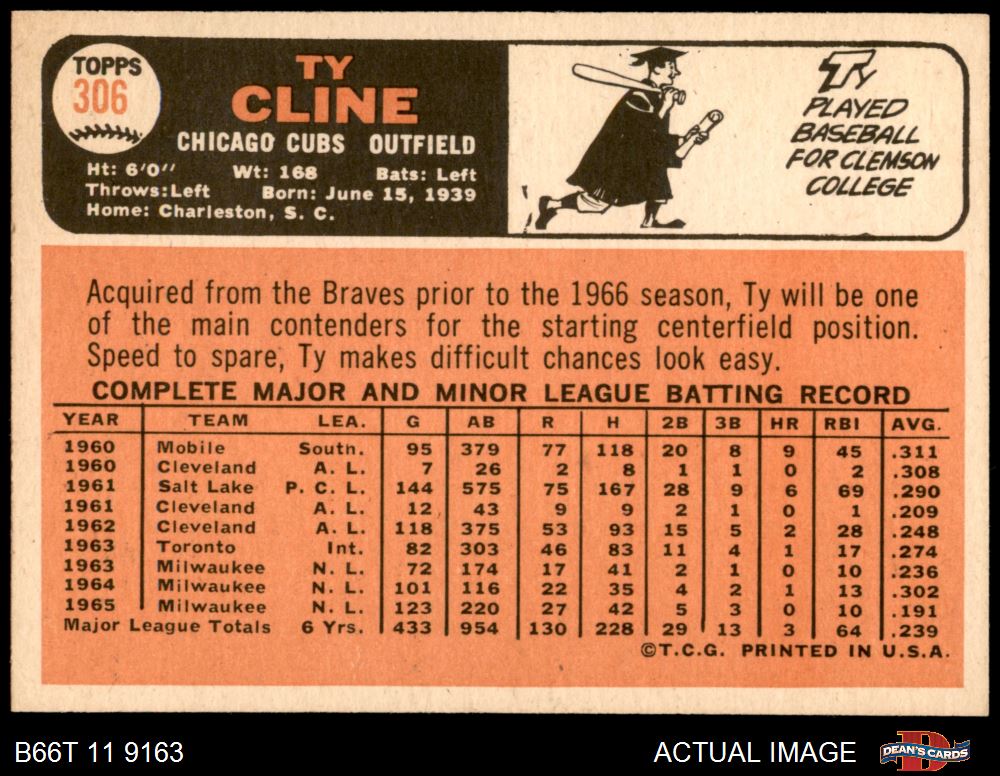 TOPPS
306
TY
CLINE
CHICAGO CUBS OUTFIELD
Ht: 6'0" Wt: 168 Bats: Left
Throws: Left Born: June 15, 1939
Home: Charleston, S. C.
TY
PLAYED
BASEBALL
FOR CLEMSON
COLLEGE
Acquired from the Braves prior to the 1966 season, Ty will be one
of the main contenders for the starting centerfield position.
Speed to spare, Ty makes difficult chances look easy.
COMPLETE MAJOR AND MINOR LEAGUE BATTING RECORD
YEAR TEAM LEA. G AB R H 2B 3B HR RBI AVG.
1960 Mobile South. 95 379 77 118 20 8 9 45 .311
1960 Cleveland A. L. 7 26 2 8 1 1 0 2 .308
1961 Salt Lake P. C. L. 144 575 75 167 28 9 6 69 .290
1961 Cleveland A. L. 12 43 9 9 2 1 0 1 .209
1962 Cleveland A. L. 118 375 53 93 15 5 2 28 .248
1963 Toronto Int. 82 303 46 83 11 4 1 17 .274
1963 Milwaukee N. L. 72 174 17 41 2 1 0 10 .236
1964 Milwaukee N. L. 101 116 22 35 4 2 1 13 .302
1965 Milwaukee N. L. 123 220 27 42 5 3 0 10 .191
Major League Totals 6 Yrs. 433 954 130 228 29 13 3 64 .239
©T.C.G. PRINTED IN U.S.A.
B66T 11 9163
ACTUAL IMAGE
D
DEAN'S CARDS